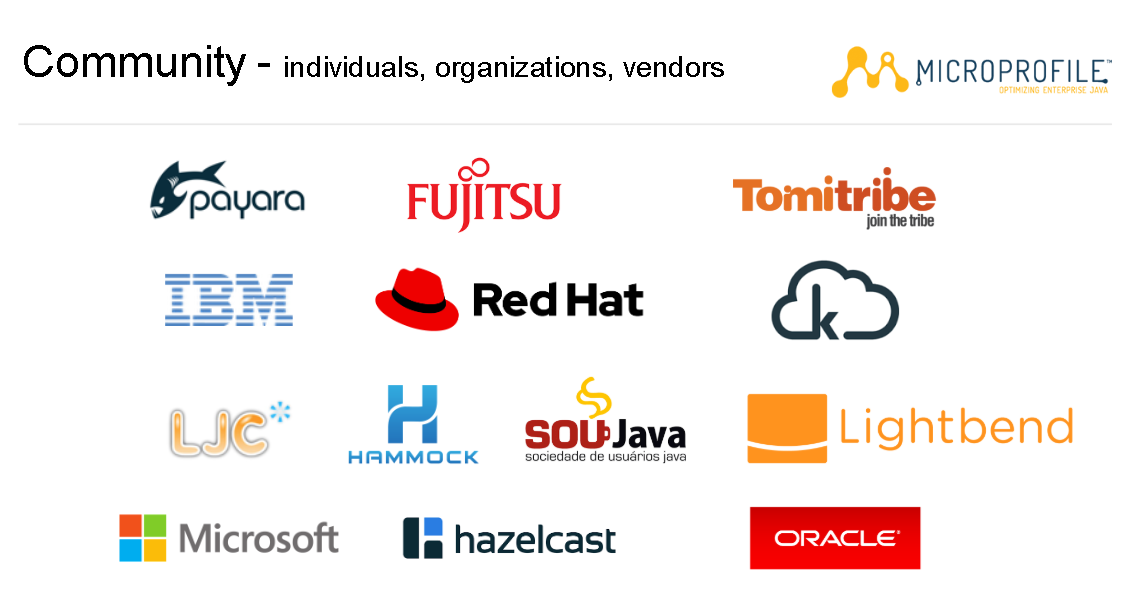 Community - individuals, organizations, vendors
MICROPROFILE™
OPTIMIZING ENTERPRISE JAVA
payara
FUJITSU
Tomitribe
join the tribe
IBM
Red Hat
k
LJC*
HAMMOCK
SOUJava
sociedade de usuários java
Lightbend
Microsoft
hazelcast
ORACLE®